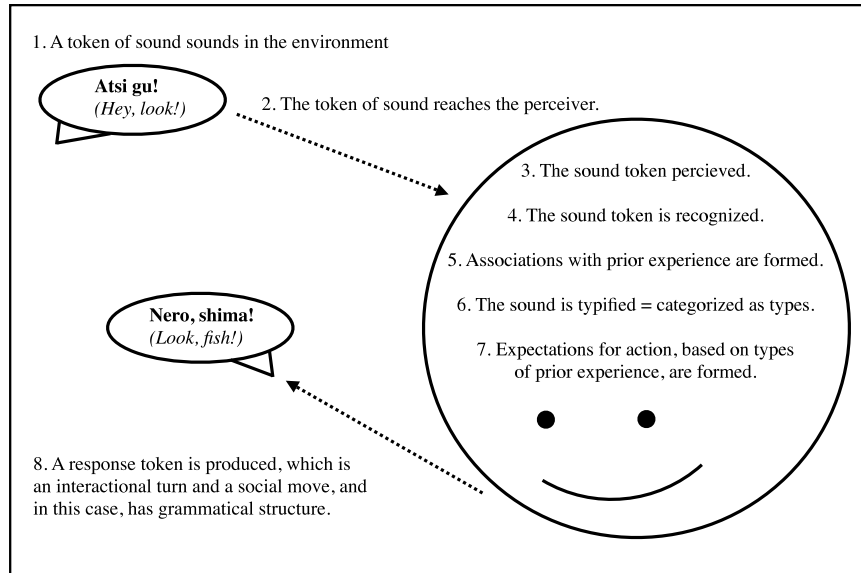 1. A token of sound sounds in the environment
Atsi gu!
(Hey, look!)
2. The token of sound reaches the perceiver.
3. The sound token percieved.
4. The sound token is recognized.
5. Associations with prior experience are formed.
6. The sound is typified = categorized as types.
7. Expectations for action, based on types
of prior experience, are formed.
Nero, shima!
(Look, fish!)
8. A response token is produced, which is
an interactional turn and a social move, and
in this case, has grammatical structure.